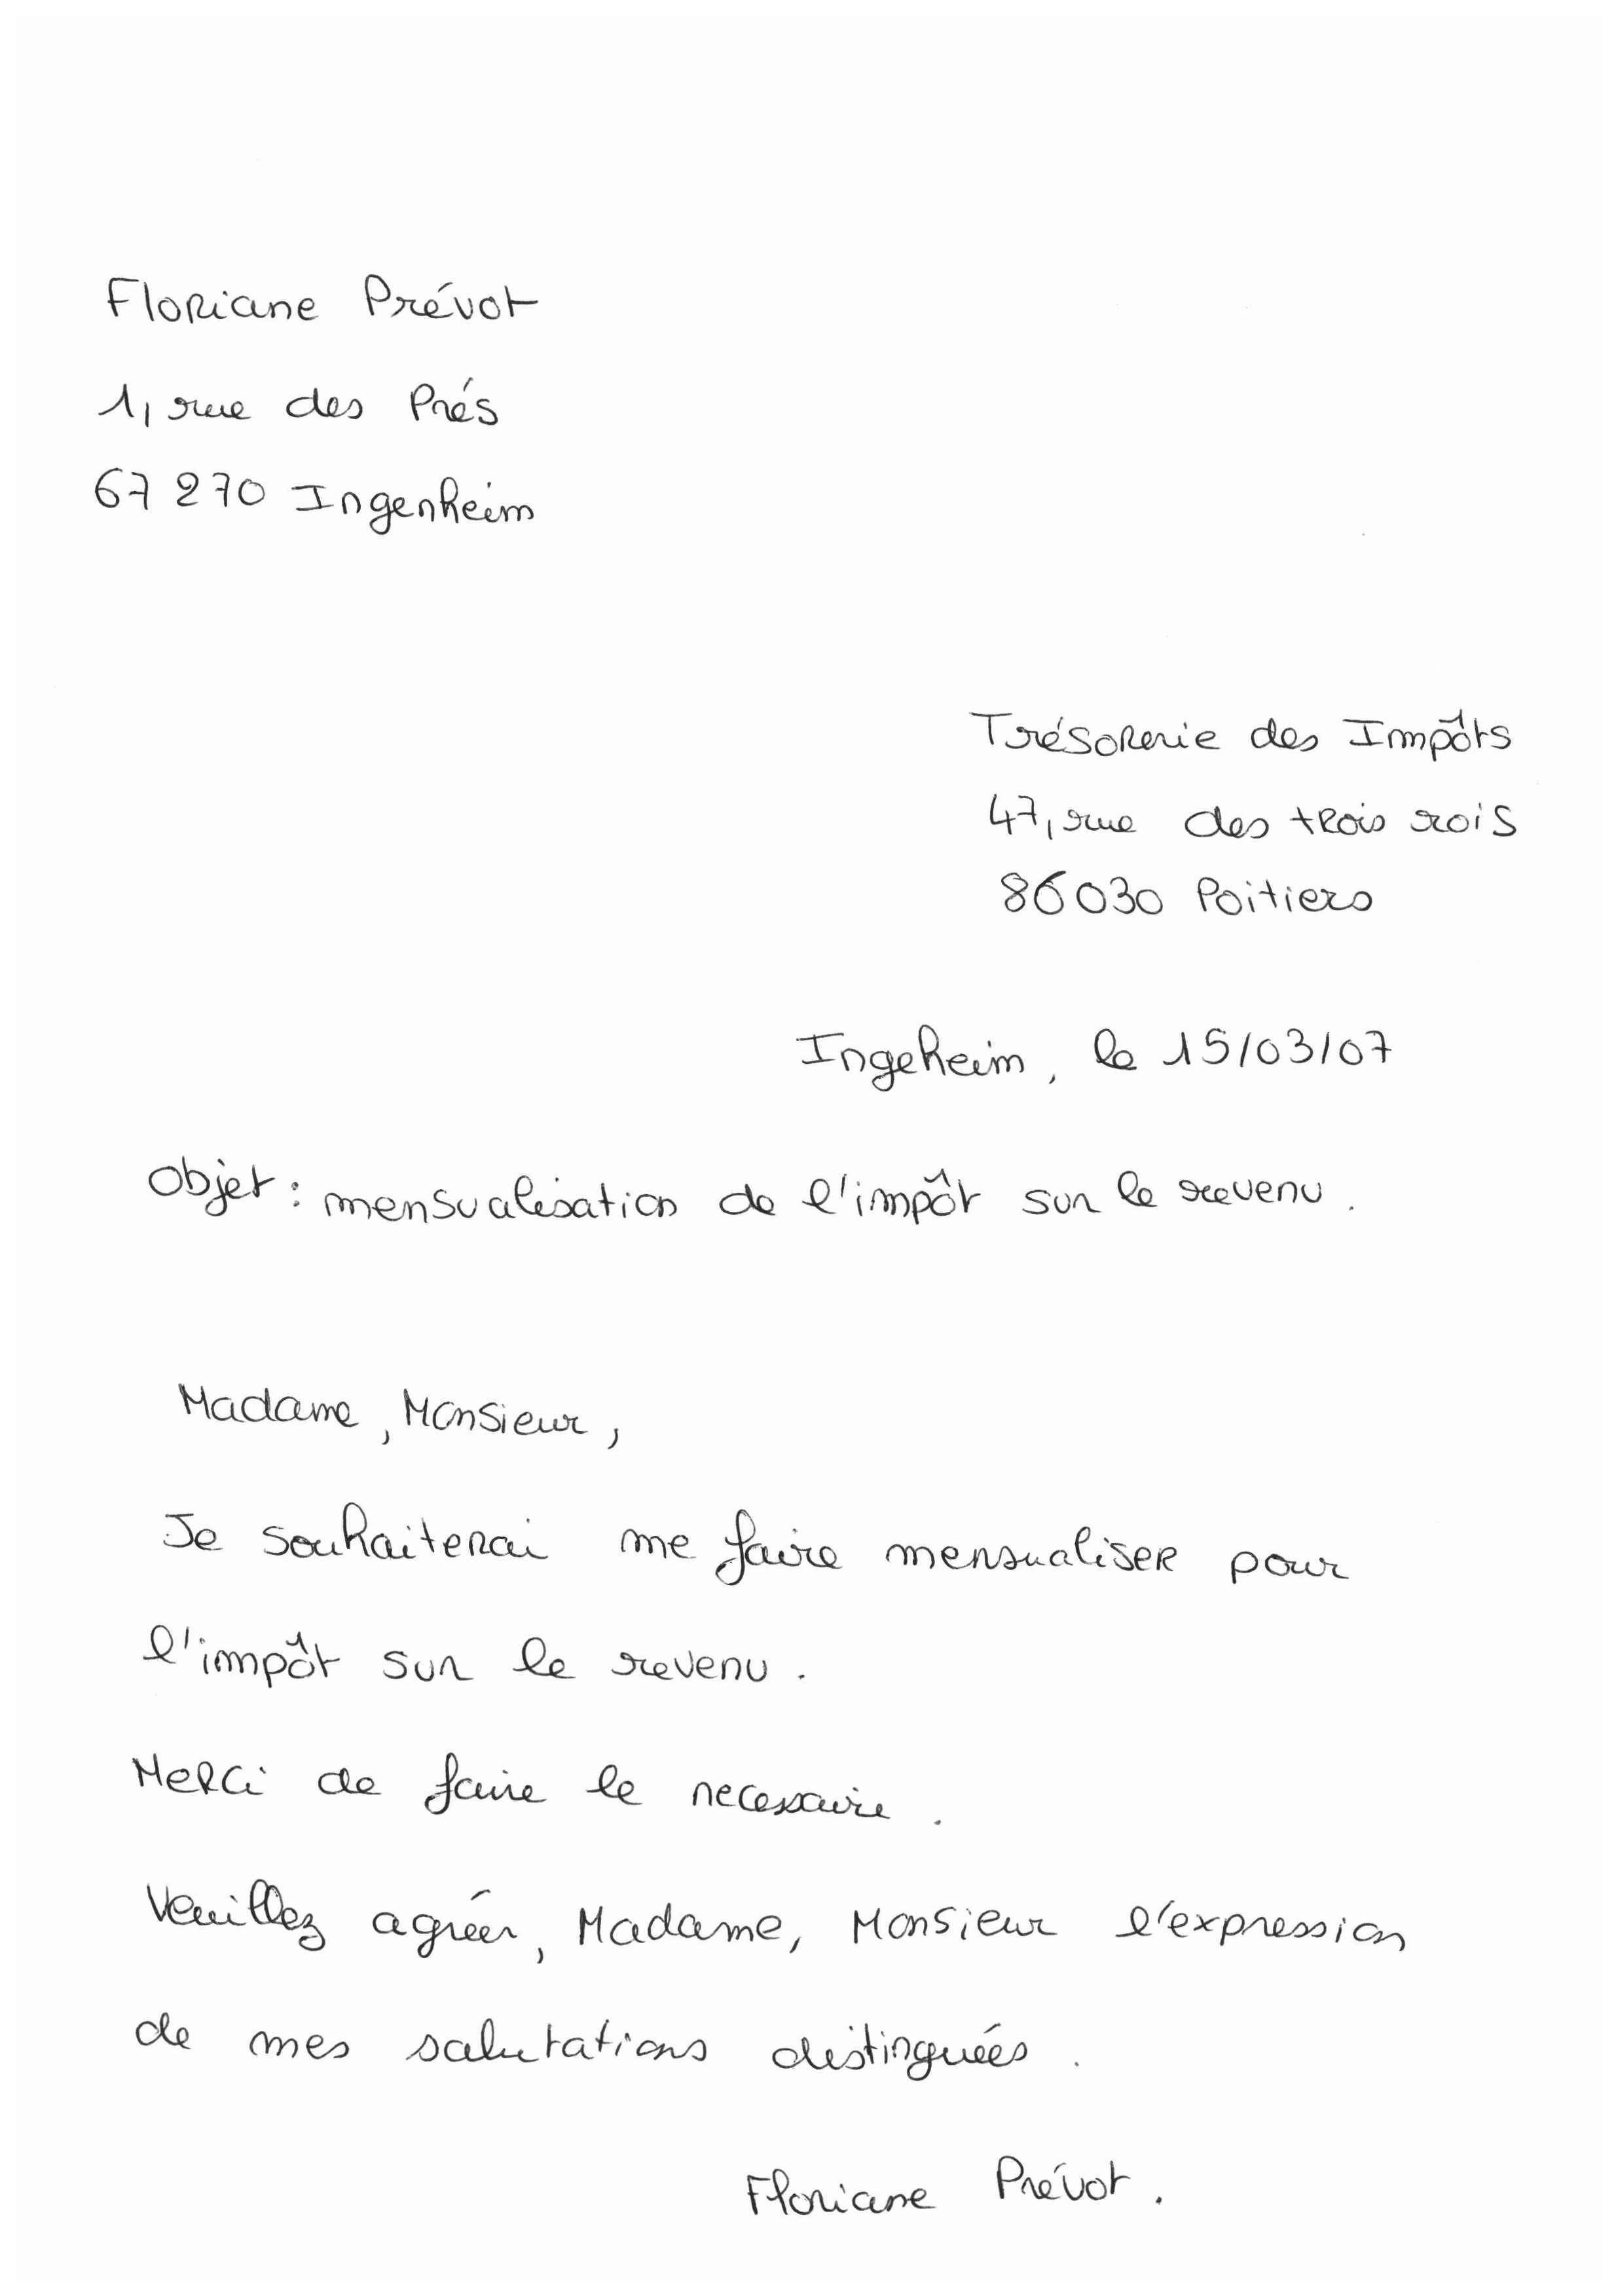 Floriane Prévot
1, rue des Prés
67 270 Ingenheim
Trésorerie des Impôts
47, rue des trois rois
86030 Poitiers
Ingeheim, le 15/03/07
Objet : mensualisation de l'impôt sur le revenu.
Madame, Monsieur,
Je souhaiterai me faire mensualiser pour
l'impôt sur le revenu.
Merci de faire le necessaire.
Veuillez agréer, Madame, Monsieur l'expression
de mes salutations distinguées.
Floriane Prévot.